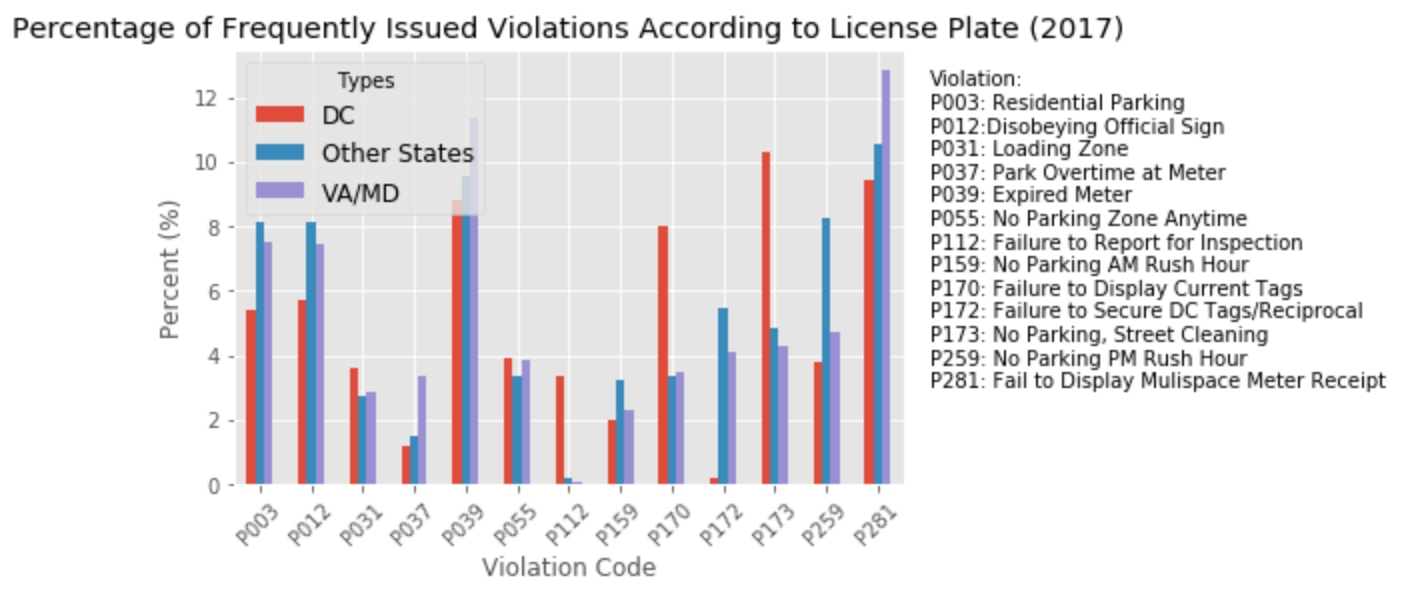 Percentage of Frequently Issued Violations According to License Plate (2017)
Types
DC
Other States
VA/MD
12
10
8
6
4
2
0
Percent (%)
P003
P012
P031
P037
P039
P055
P112
P159
P170
P172
P173
P259
P281
Violation Code
Violation:
P003: Residential Parking
P012:Disobeying Official Sign
P031: Loading Zone
P037: Park Overtime at Meter
P039: Expired Meter
P055: No Parking Zone Anytime
P112: Failure to Report for Inspection
P159: No Parking AM Rush Hour
P170: Failure to Display Current Tags
P172: Failure to Secure DC Tags/Reciprocal
P173: No Parking, Street Cleaning
P259: No Parking PM Rush Hour
P281: Fail to Display Mulispace Meter Receipt